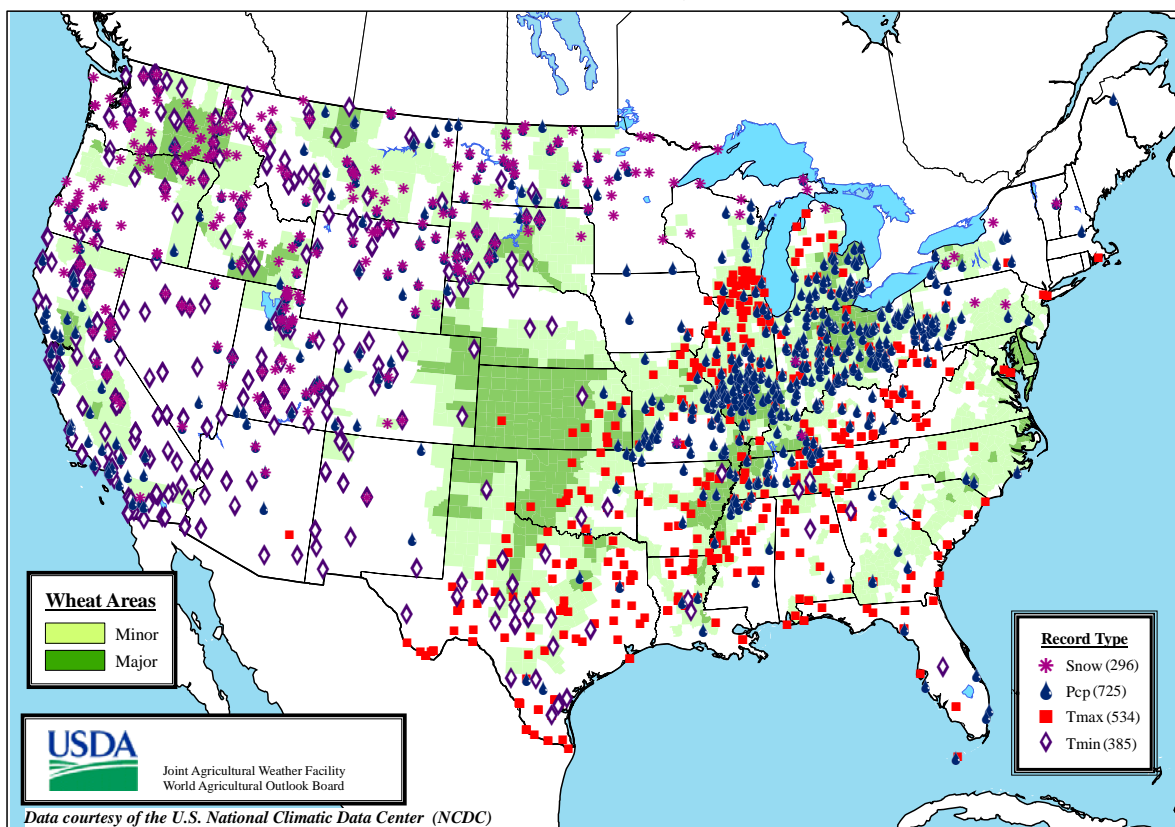 Wheat Areas
Minor
Major
USDA
Joint Agricultural Weather Facility
World Agricultural Outlook Board
Data courtesy of the U.S. National Climatic Data Center (NCDC)
Record Type
Snow (296)
Pcp (725)
Tmax (534)
Tmin (385)